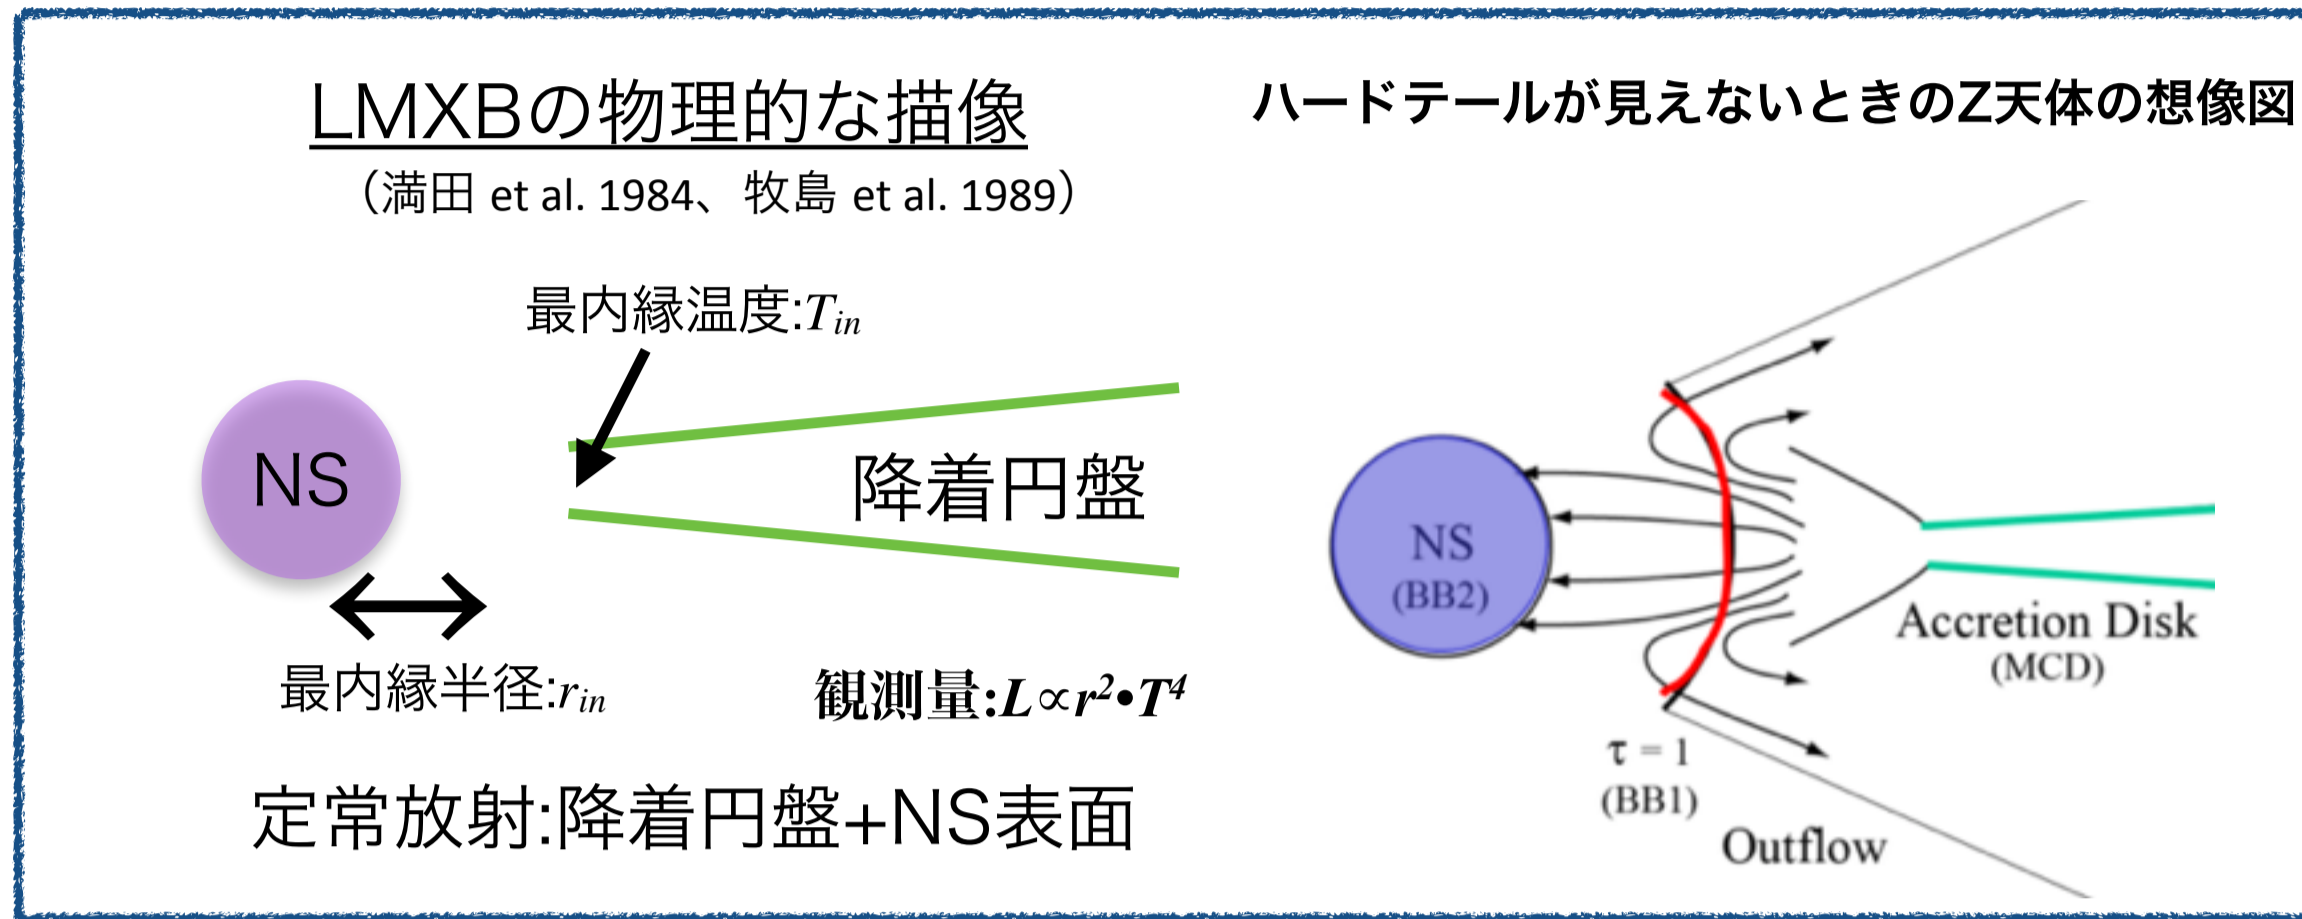 LMXBの物理的な描像
（満田 et al. 1984、牧島 et al. 1989）
最内縁温度:Tin
NS
降着円盤
最内縁半径:rin
観測量:L∝r²•T⁴
定常放射:降着円盤+NS表面
ハードテールが見えないときのZ天体の想像図
NS
(BB2)
Accretion Disk
(MCD)
τ = 1
(BB1)
Outflow